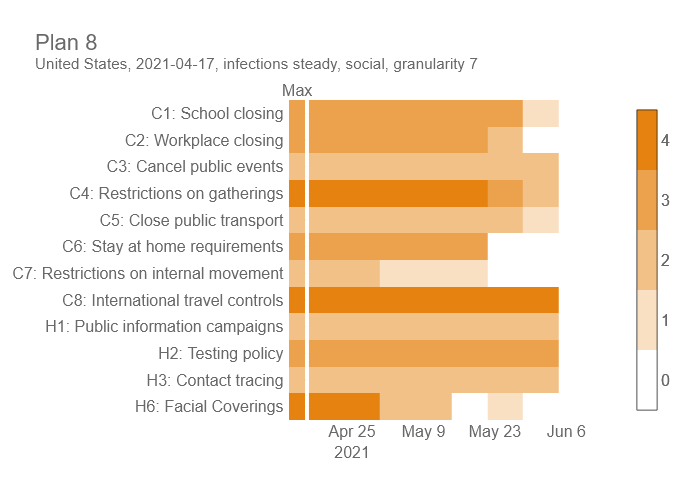 Plan 8
United States, 2021-04-17, infections steady, social, granularity 7
Max
C1: School closing
C2: Workplace closing
C3: Cancel public events
C4: Restrictions on gatherings
C5: Close public transport
C6: Stay at home requirements
C7: Restrictions on internal movement
C8: International travel controls
H1: Public information campaigns
H2: Testing policy
H3: Contact tracing
H6: Facial Coverings
Apr 25 May 9 May 23 Jun 6
2021
4
3
2
1
0